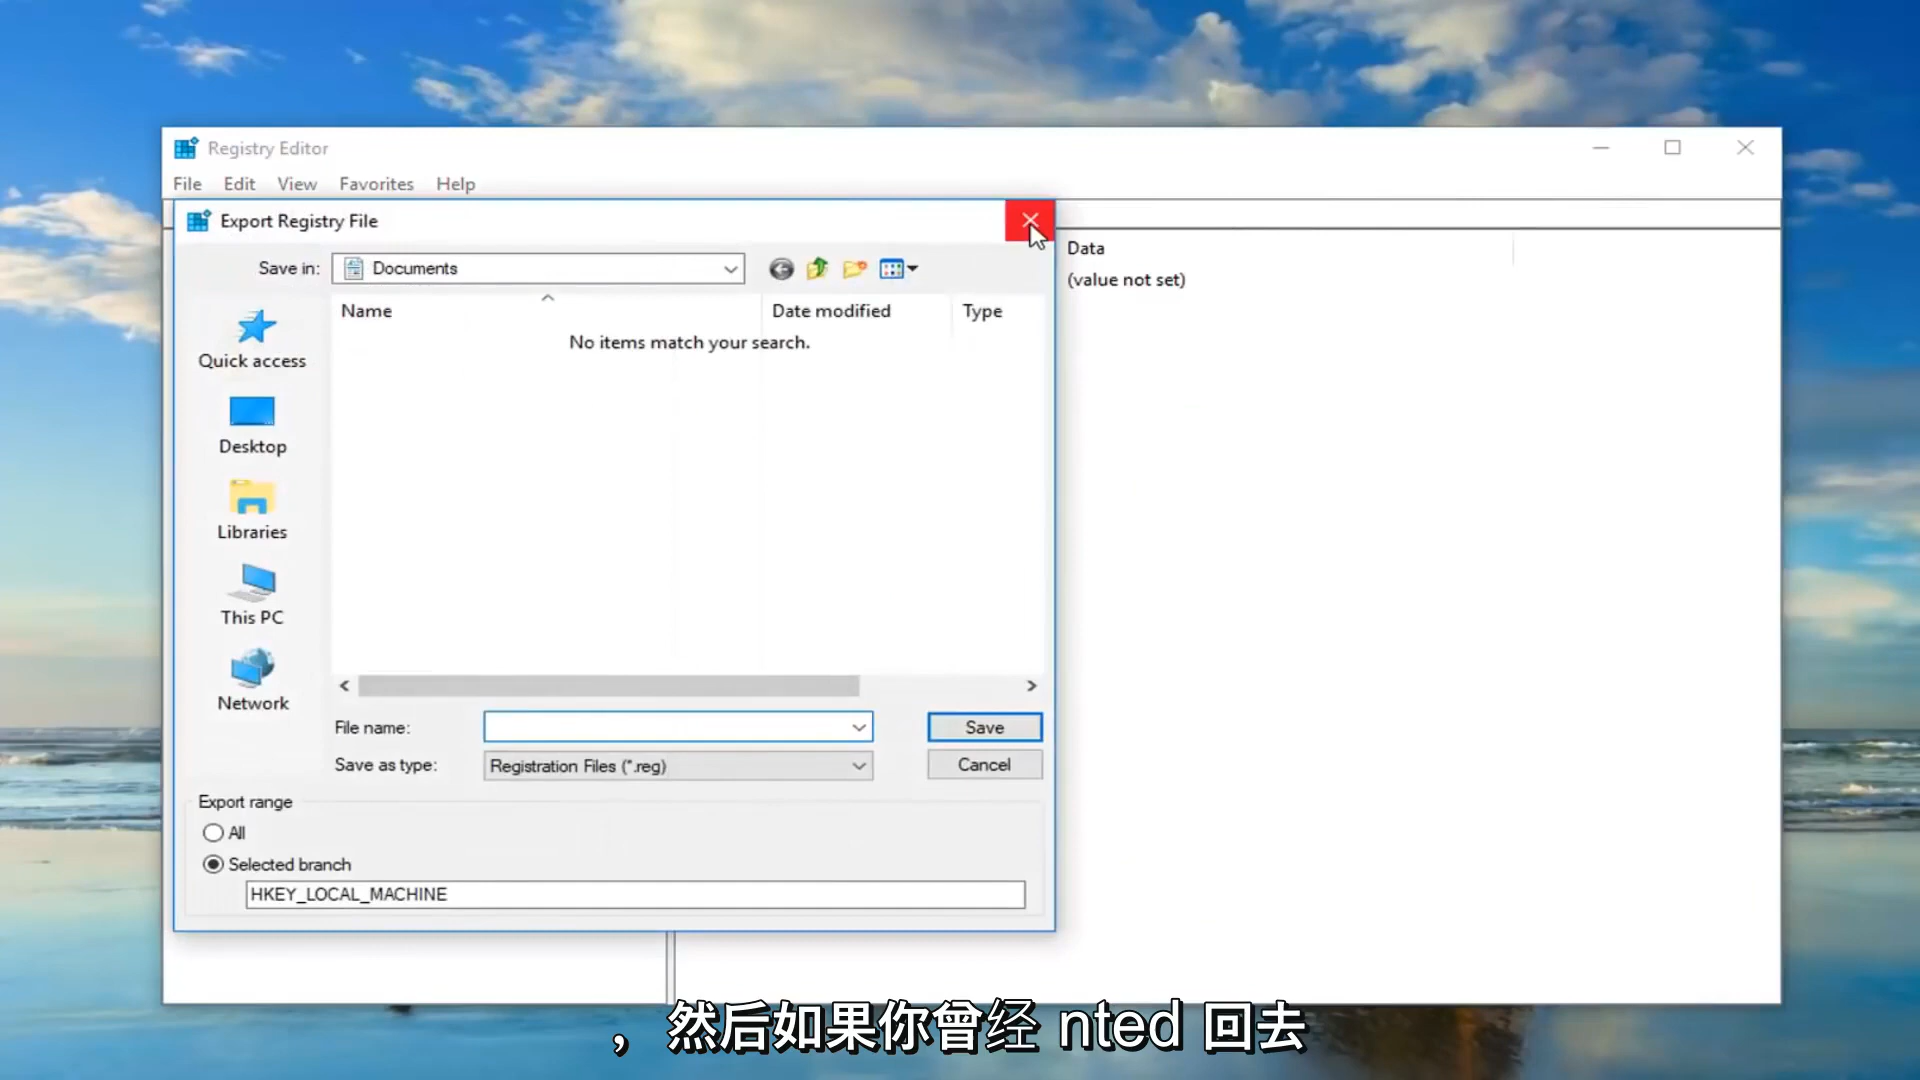 Registry Editor
File Edit View Favorites Help
Export Registry File
Save in: Documents
Data
(value not set)
Name Date modified Type
No items match your search.
Quick access
Desktop
Libraries
This PC
Network
File name: Save
Save as type: Registration Files (*.reg) Cancel
Export range
All
Selected branch
HKEY_LOCAL_MACHINE
，然后如果你曾经 nted 回去